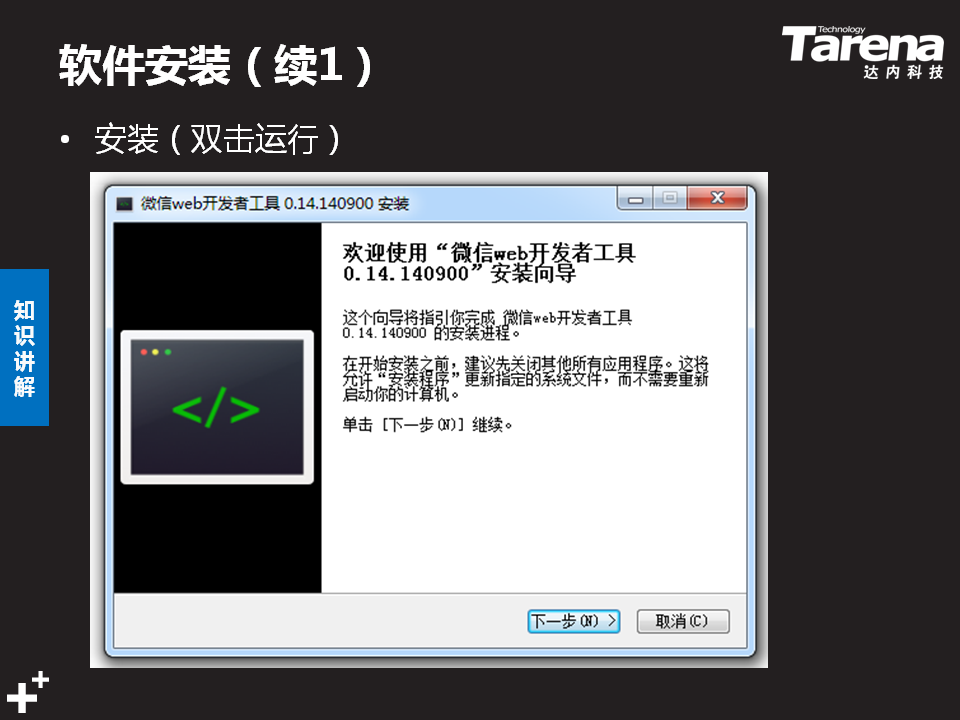 软件安装（续1）
Technology
Tarena
达内科技
• 安装（双击运行）
知识讲解
微信web开发者工具 0.14.140900 安装
欢迎使用“微信web开发者工具
0.14.140900”安装向导
这个向导将指引你完成 微信web开发者工具
0.14.140900 的安装进程。
在开始安装之前，建议先关闭其他所有应用程序。这将
允许“安装程序”更新指定的系统文件，而不需要重新
启动你的计算机。
单击 [下一步(N)] 继续。
</>
下一步(N) >
取消(C)